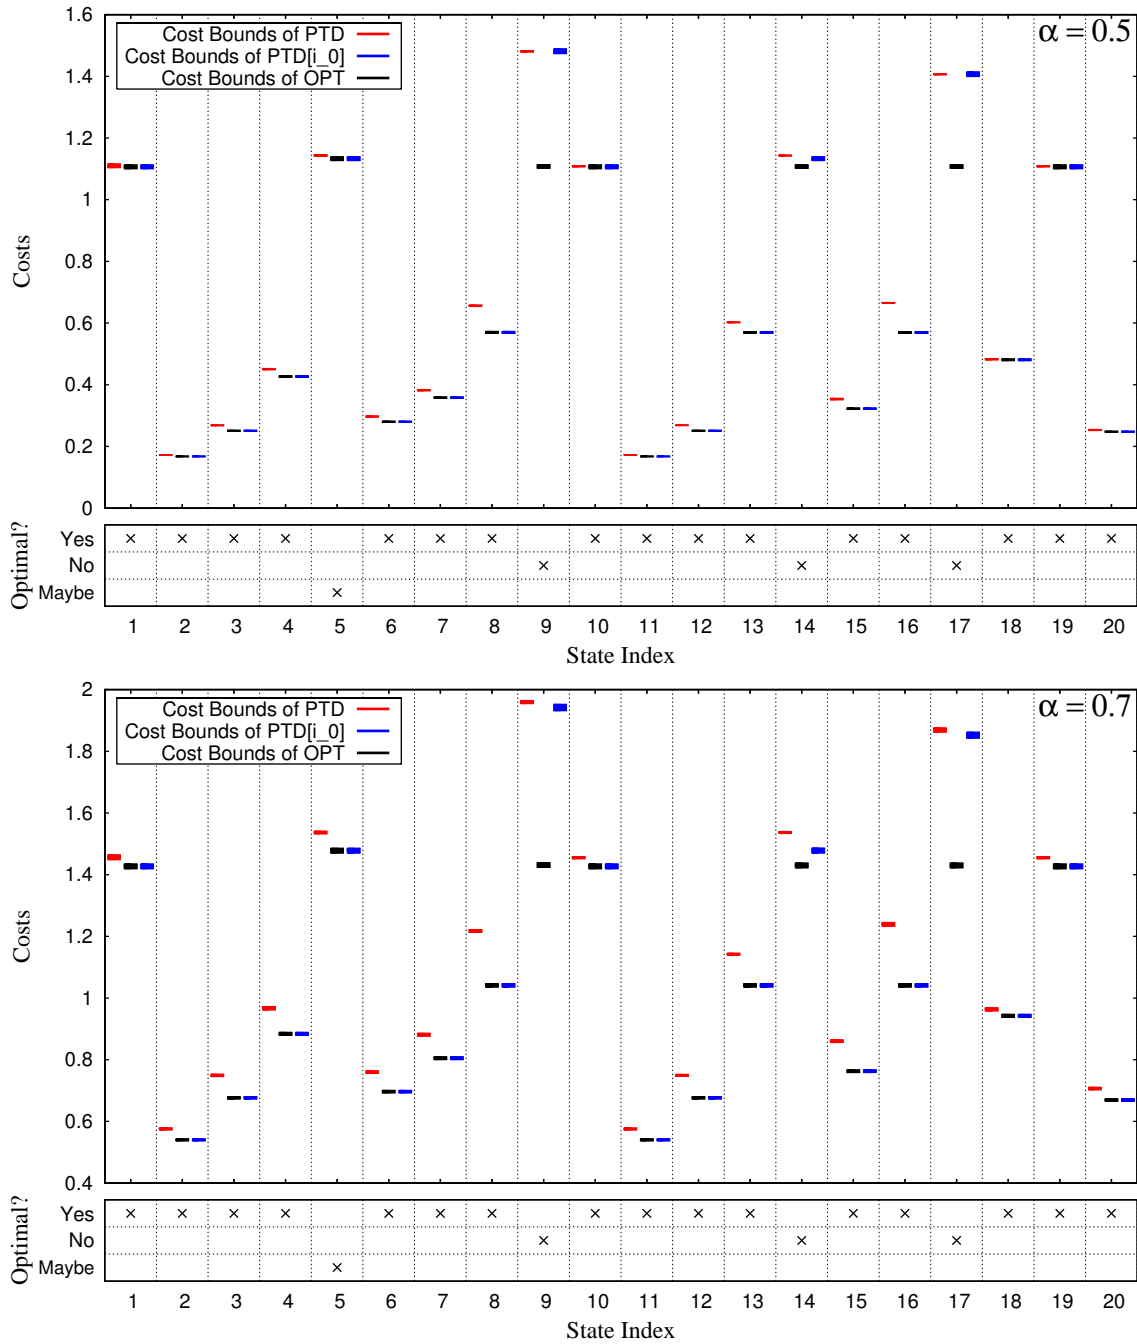 α = 0.5
Cost Bounds of PTD
Cost Bounds of PTD[i_0]
Cost Bounds of OPT
1.6
1.4
1.2
1
0.8
0.6
0.4
0.2
0
Costs
Optimal?
Yes
No
Maybe
1 2 3 4 5 6 7 8 9 10 11 12 13 14 15 16 17 18 19 20
State Index
α = 0.7
Cost Bounds of PTD
Cost Bounds of PTD[i_0]
Cost Bounds of OPT
2
1.8
1.6
1.4
1.2
1
0.8
0.6
0.4
Costs
Optimal?
Yes
No
Maybe
1 2 3 4 5 6 7 8 9 10 11 12 13 14 15 16 17 18 19 20
State Index